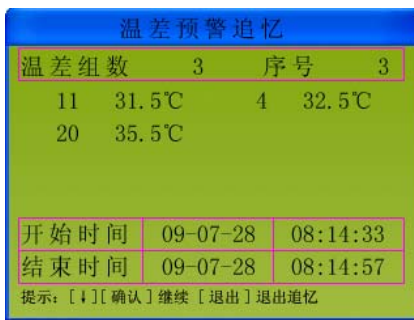 温差预警追忆
温差组数 3 序号 3
11 31.5℃ 4 32.5℃
20 35.5℃
开始时间 09-07-28 08:14:33
结束时间 09-07-28 08:14:57
提示：[↓][确认]继续 [退出]退出追忆